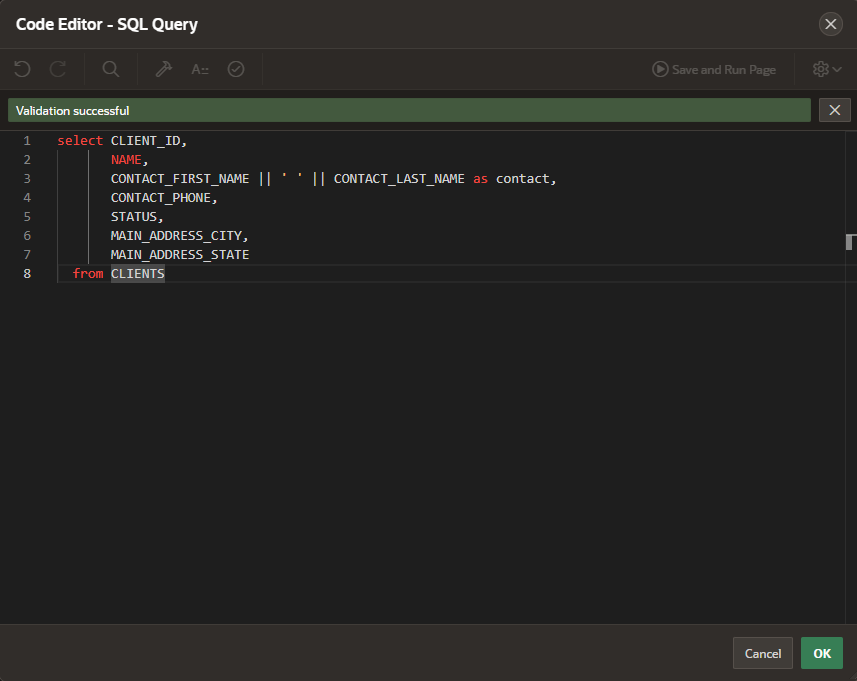 Code Editor - SQL Query
A::
Save and Run Page
Validation successful
1 select CLIENT_ID,
2 NAME,
3 CONTACT_FIRST_NAME || ' ' || CONTACT_LAST_NAME as contact,
4 CONTACT_PHONE,
5 STATUS,
6 MAIN_ADDRESS_CITY,
7 MAIN_ADDRESS_STATE
8 from CLIENTS
Cancel
OK